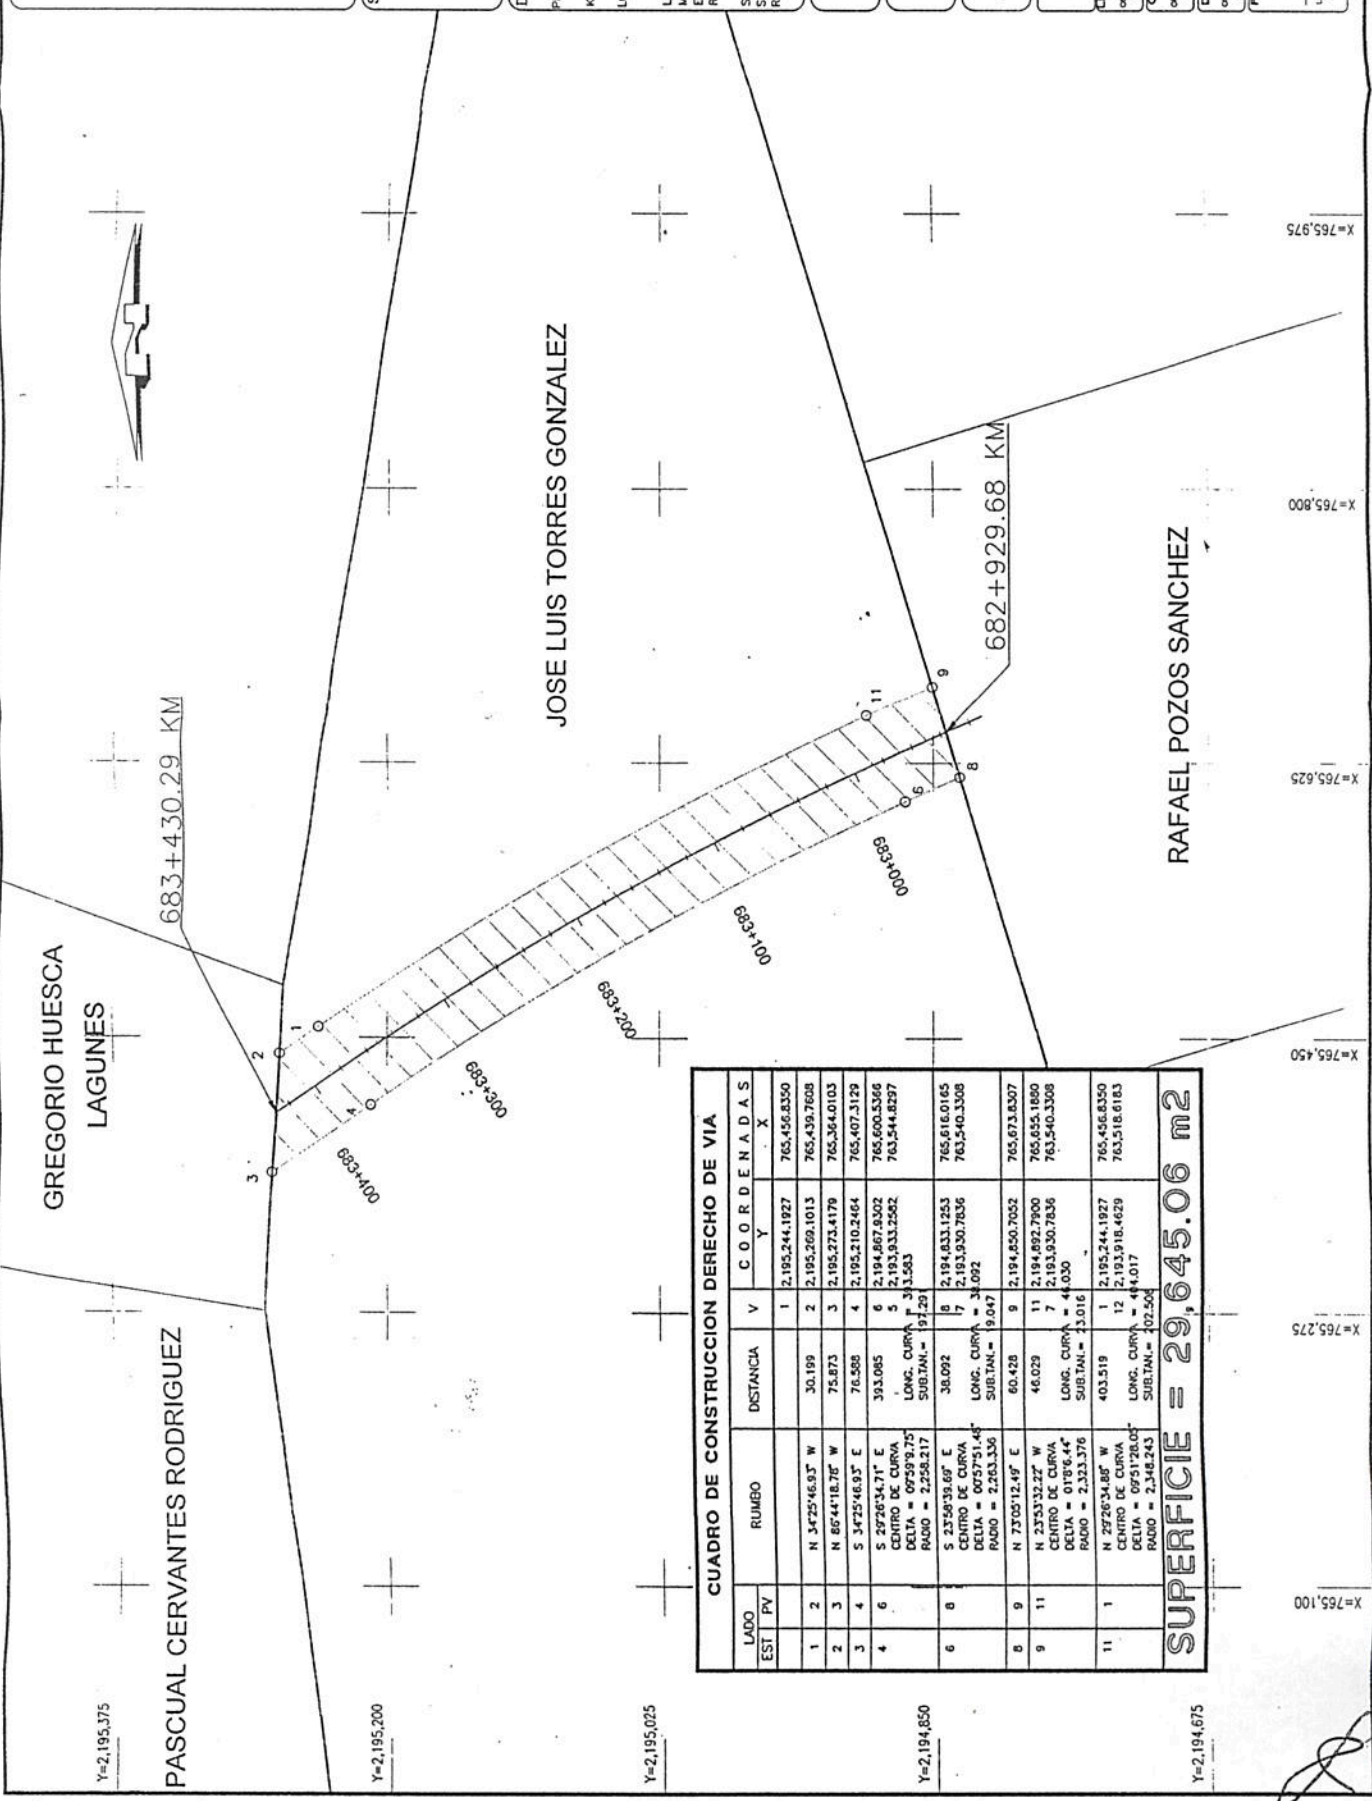 GREGORIO HUESCA
LAGUNES
PASCUAL CERVANTES RODRIGUEZ
JOSE LUIS TORRES GONZALEZ
RAFAEL POZOS SANCHEZ
683+430.29 KM
682+929.68 KM
683+400
683+300
683+200
683+100
683+000
1
2
3
4
6
8
9
11
Y=2,195,375
Y=2,195,200
Y=2,195,025
Y=2,194,850
Y=2,194,675
X=765,100
X=765,275
X=765,450
X=765,625
X=765,800
X=765,975
CUADRO DE CONSTRUCCION DERECHO DE VIA
LADO RUMBO DISTANCIA V COORDENADAS
EST PV Y X
1 2,195,244.1927 765,456.8350
1 2 N 34°25'46.93" W 30.199 2 2,195,269.1013 765,439.7608
2 3 N 86°44'18.78" W 75.873 3 2,195,273.4179 765,364.0103
3 4 S 34°25'46.93" E 76.588 4 2,195,210.2464 765,407.3129
4 6 S 29°26'34.71" E 393.085 6 2,194,867.9302 765,600.5366
CENTRO DE CURVA 5 2,193,933.2582 763,544.8297
DELTA = 09°59'9.75" LONG. CURVA = 393.583
RADIO = 2,258.217 SUB.TAN.= 197.291
6 8 S 23°58'39.69" E 38.092 8 2,194,833.1253 765,616.0165
CENTRO DE CURVA 7 2,193,930.7836 763,540.3308
DELTA = 00°57'51.45" LONG. CURVA = 38.092
RADIO = 2,263.336 SUB.TAN.= 19.047
8 9 N 73°05'12.49" E 60.428 9 2,194,850.7052 765,673.8307
9 11 N 23°53'32.22" W 46.029 11 2,194,892.7900 765,655.1880
CENTRO DE CURVA 7 2,193,930.7836 763,540.3308
DELTA = 01°8'6.44" LONG. CURVA = 46.030
RADIO = 2,323.376 SUB.TAN.= 23.016
11 1 N 29°26'34.88" W 403.519 1 2,195,244.1927 765,456.8350
CENTRO DE CURVA 12 2,193,918.4629 763,518.6183
DELTA = 09°51'28.05" LONG. CURVA = 404.017
RADIO = 2,348.243 SUB.TAN.= 202.506
SUPERFICIE = 29,645.06 m2